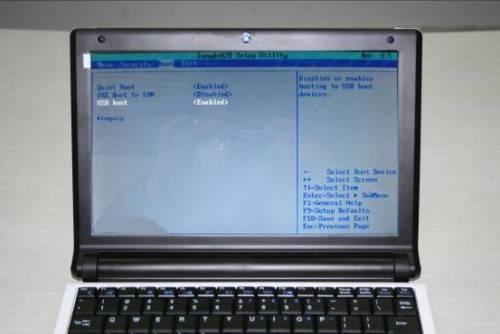 InsydeH20 Setup Utility Rev. 3.5
Main Security Boot Exit
Quiet Boot <Enabled>
PXE Boot to LAN <Disabled>
USB boot <Enabled>
▸Legacy
Disables or enables
booting to USB boot
devices.
Select Boot Device
Select Screen
↑↓-Select Item
Enter-Select ▸ SubMenu
F1-General Help
F9-Setup Defaults
F10-Save and Exit
Esc-Previous Page
Q W E R T Y U I O P